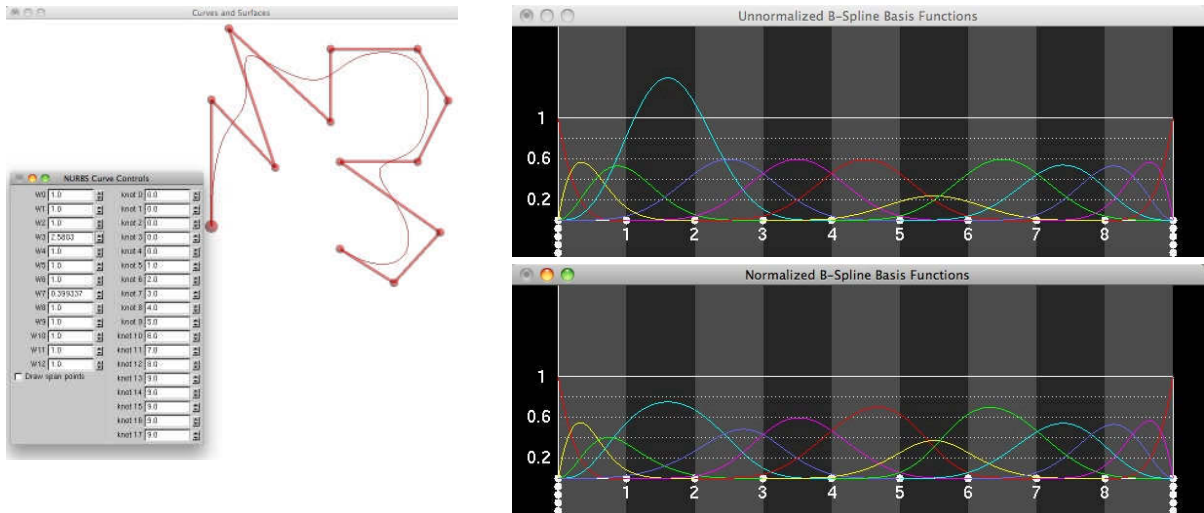 Curves and Surfaces
NURBS Curve Controls
W0 1.0 knot 0 0.0
W1 1.0 knot 1 0.0
W2 1.0 knot 2 0.0
W3 2.5803 knot 3 0.0
W4 1.0 knot 4 0.0
W5 1.0 knot 5 1.0
W6 1.0 knot 6 2.0
W7 0.399337 knot 7 3.0
W8 1.0 knot 8 4.0
W9 1.0 knot 9 5.0
W10 1.0 knot 10 6.0
W11 1.0 knot 11 7.0
W12 1.0 knot 12 8.0
Draw span points knot 13 9.0
knot 14 9.0
knot 15 9.0
knot 16 9.0
knot 17 9.0
Unnormalized B-Spline Basis Functions
1
0.6
0.2
1 2 3 4 5 6 7 8
Normalized B-Spline Basis Functions
1
0.6
0.2
1 2 3 4 5 6 7 8